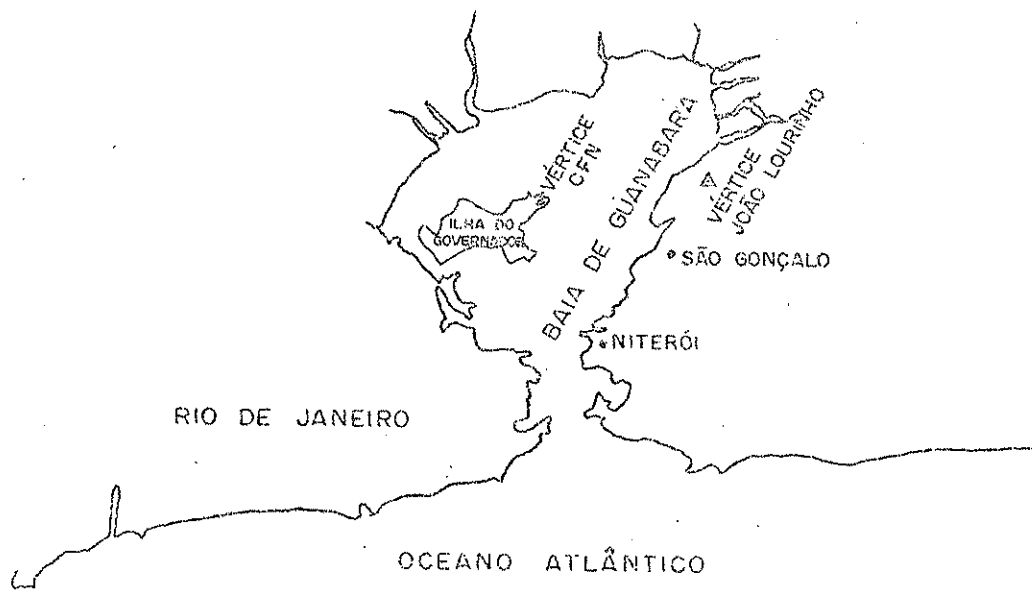 VÉRTICE
CFN
BAIA DE GUANABARA
VÉRTICE
JOÃO LOURINHO
ILHA DO
GOVERNADOR
SÃO GONÇALO
NITERÓI
RIO DE JANEIRO
OCEANO ATLÂNTICO